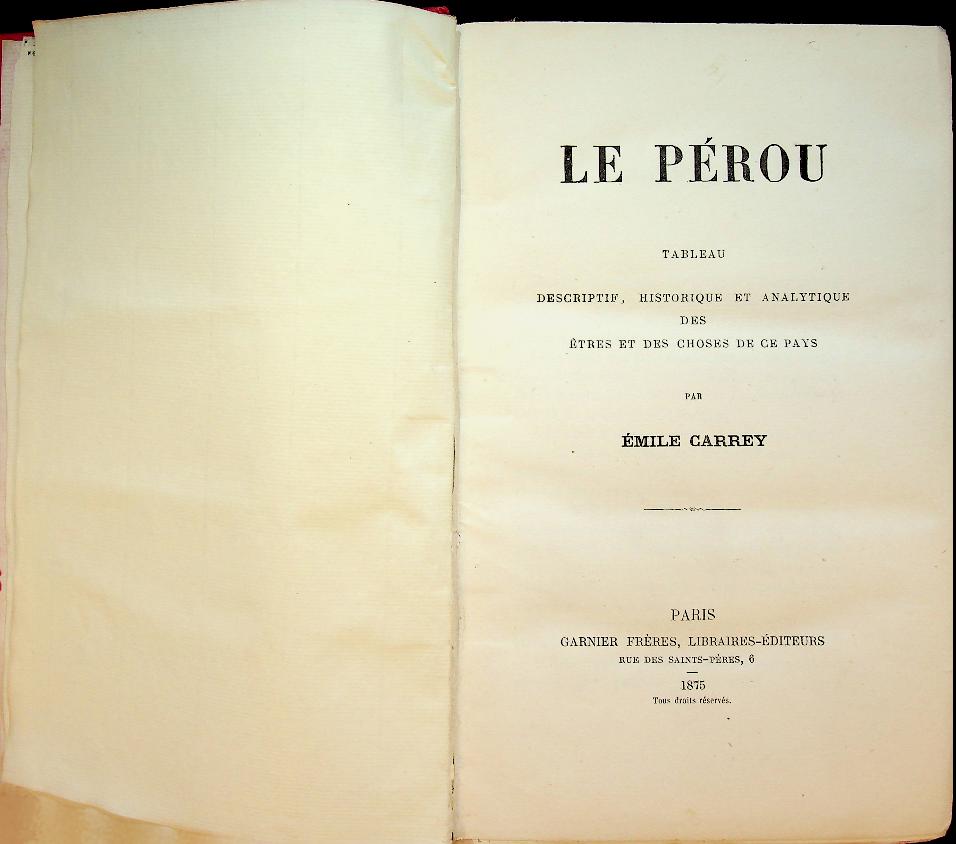 LE PÉROU
TABLEAU
DESCRIPTIF, HISTORIQUE ET ANALYTIQUE
DES
ÊTRES ET DES CHOSES DE CE PAYS
PAR
ÉMILE CARREY
PARIS
GARNIER FRÈRES, LIBRAIRES-ÉDITEURS
RUE DES SAINTS-PÈRES, 6
1875
Tous droits réservés.